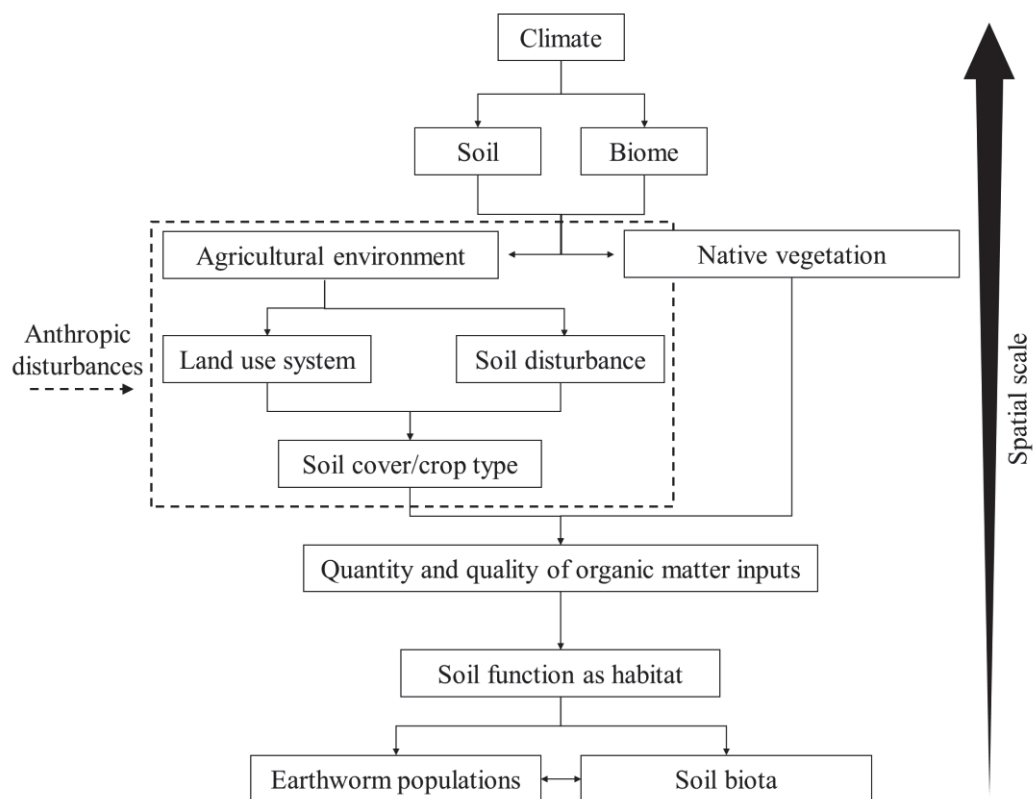 Climate
Soil
Biome
Agricultural environment
Native vegetation
Anthropic
disturbances
Land use system
Soil disturbance
Soil cover/crop type
Quantity and quality of organic matter inputs
Soil function as habitat
Earthworm populations
Soil biota
Spatial scale